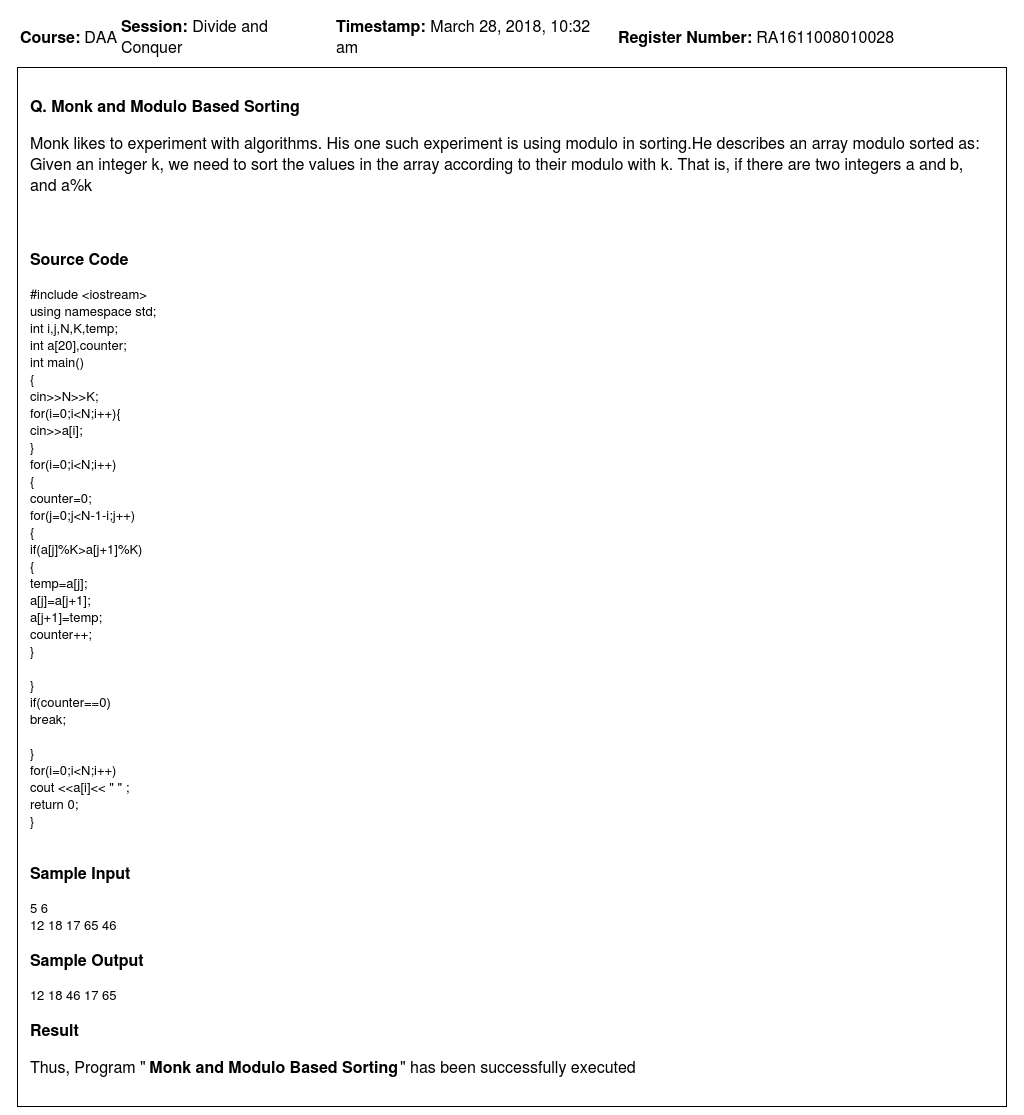 Course: DAA Session: Divide and Conquer Timestamp: March 28, 2018, 10:32 am Register Number: RA1611008010028
Q. Monk and Modulo Based Sorting
Monk likes to experiment with algorithms. His one such experiment is using modulo in sorting.He describes an array modulo sorted as:
Given an integer k, we need to sort the values in the array according to their modulo with k. That is, if there are two integers a and b,
and a%k
Source Code
#include <iostream>
using namespace std;
int i,j,N,K,temp;
int a[20],counter;
int main()
{
cin>>N>>K;
for(i=0;i<N;i++){
cin>>a[i];
}
for(i=0;i<N;i++)
{
counter=0;
for(j=0;j<N-1-i;j++)
{
if(a[j]%K>a[j+1]%K)
{
temp=a[j];
a[j]=a[j+1];
a[j+1]=temp;
counter++;
}
}
if(counter==0)
break;
}
for(i=0;i<N;i++)
cout <<a[i]<< " " ;
return 0;
}
Sample Input
5 6
12 18 17 65 46
Sample Output
12 18 46 17 65
Result
Thus, Program " Monk and Modulo Based Sorting" has been successfully executed